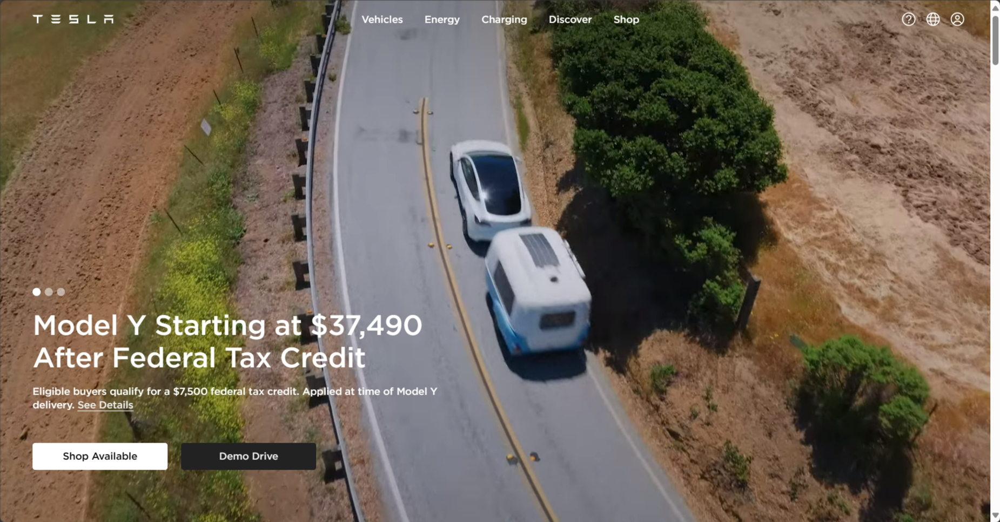 TESLA
Vehicles Energy Charging Discover Shop
Model Y Starting at $37,490
After Federal Tax Credit
Eligible buyers qualify for a $7,500 federal tax credit. Applied at time of Model Y
delivery. See Details
Shop Available Demo Drive